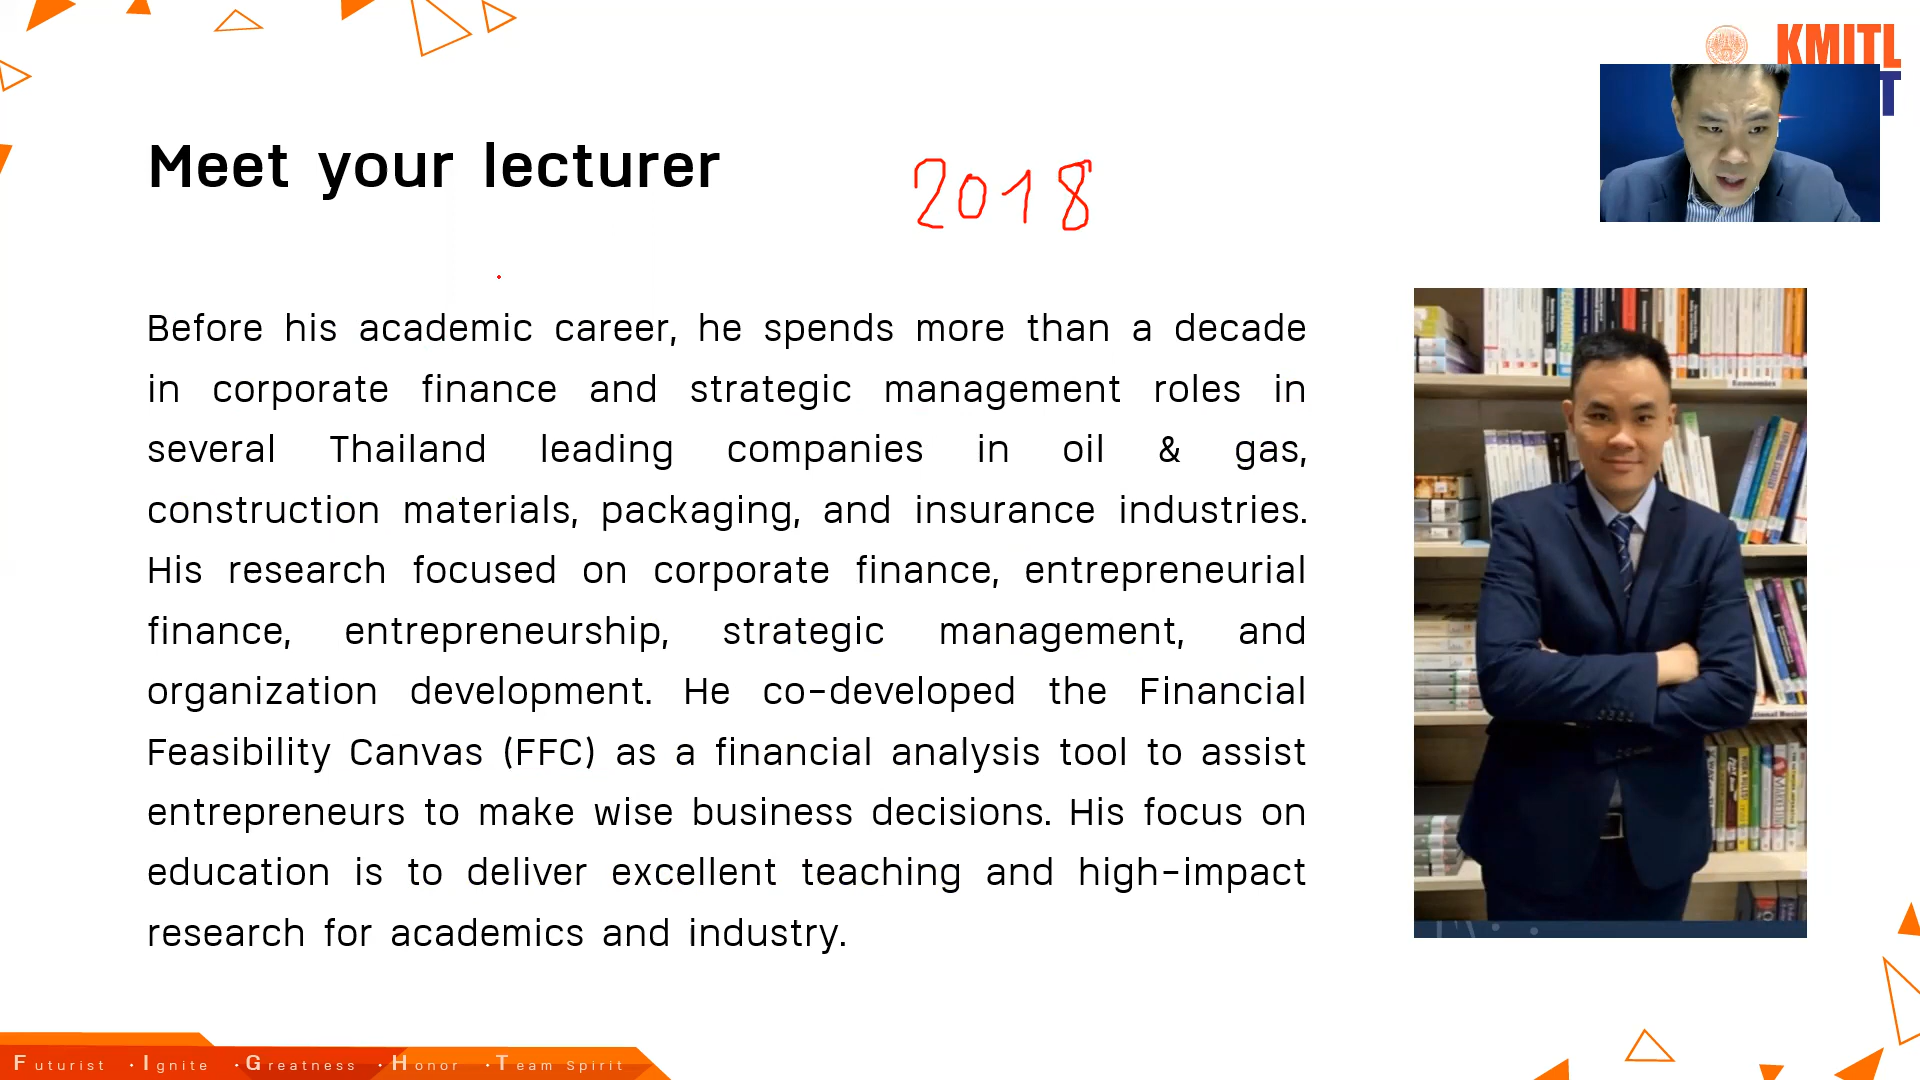 KMITL
T
Meet your lecturer
2018
Before his academic career, he spends more than a decade
in corporate finance and strategic management roles in
several Thailand leading companies in oil & gas,
construction materials, packaging, and insurance industries.
His research focused on corporate finance, entrepreneurial
finance, entrepreneurship, strategic management, and
organization development. He co-developed the Financial
Feasibility Canvas (FFC) as a financial analysis tool to assist
entrepreneurs to make wise business decisions. His focus on
education is to deliver excellent teaching and high-impact
research for academics and industry.
Economics
Futurist ·Ignite ·Greatness ·Honor ·Team Spirit